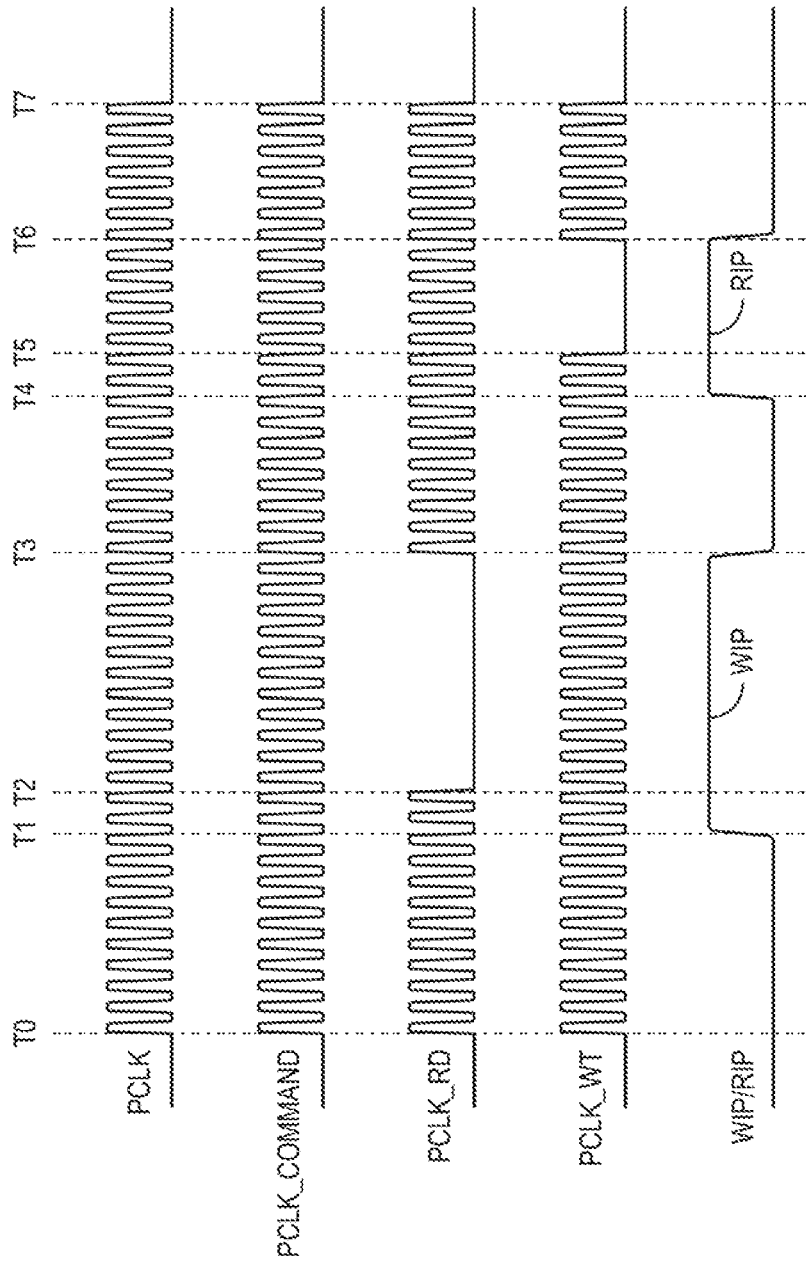 T0 T1 T2 T3 T4 T5 T6 T7
PCLK
PCLK_COMMAND
PCLK_RD
PCLK_WT
WIP/RIP
WIP
RIP